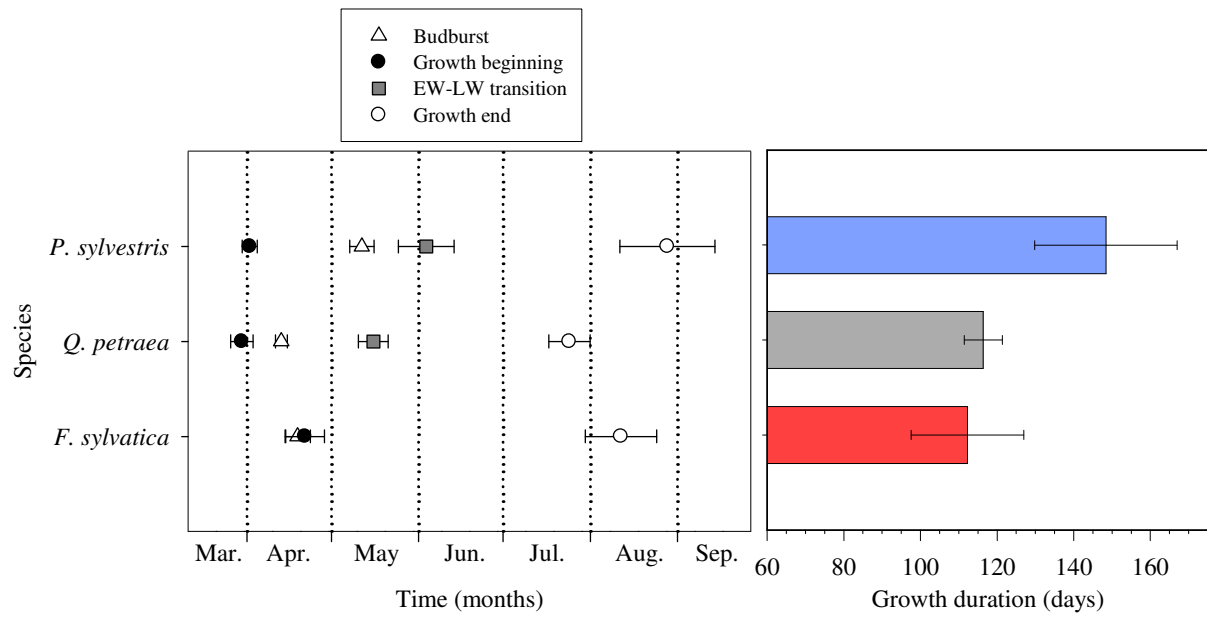 Budburst
Growth beginning
EW-LW transition
Growth end
P. sylvestris
Q. petraea
F. sylvatica
Species
Mar. Apr. May Jun. Jul. Aug. Sep.
Time (months)
60 80 100 120 140 160
Growth duration (days)